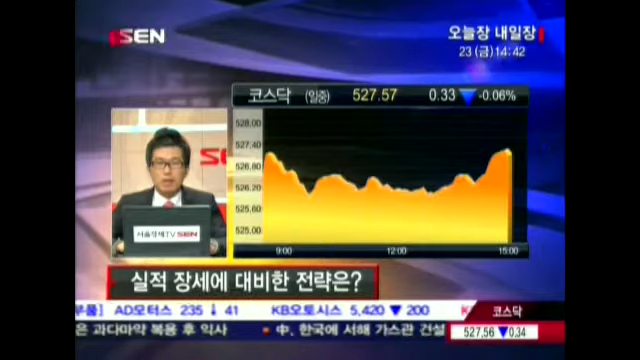 SEN
오늘장 내일장
23 (금) 14:42
코스닥 (일중) 527.57 0.33 ▼ -0.06%
528.00
527.40
526.80
526.20
525.60
525.00
9:00 12:00 15:00
서울경제TV SEN
실적 장세에 대비한 전략은?
부품] AD모터스 235 ↓ 41 KB오토시스 5,420 ▼ 200
코스닥
은 과다마약 복용 후 익사 ■ 中, 한국에 서해 가스관 건설
527.56 ▼0.34